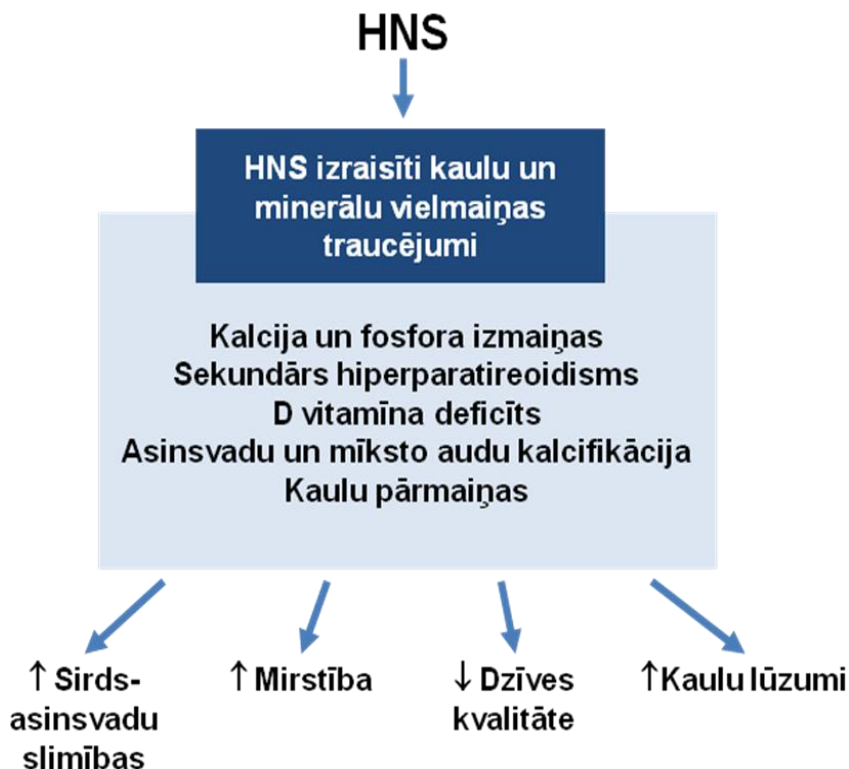 HNS
HNS izraisīti kaulu un
minerālu vielmaiņas
traucējumi
Kalcija un fosfora izmaiņas
Sekundārs hiperparatireoidisms
D vitamīna deficīts
Asinsvadu un mīksto audu kalcifikācija
Kaulu pārmaiņas
↑ Sirds-
asinsvadu
slimības
↑ Mirstība
↓ Dzīves
kvalitāte
↑Kaulu lūzumi